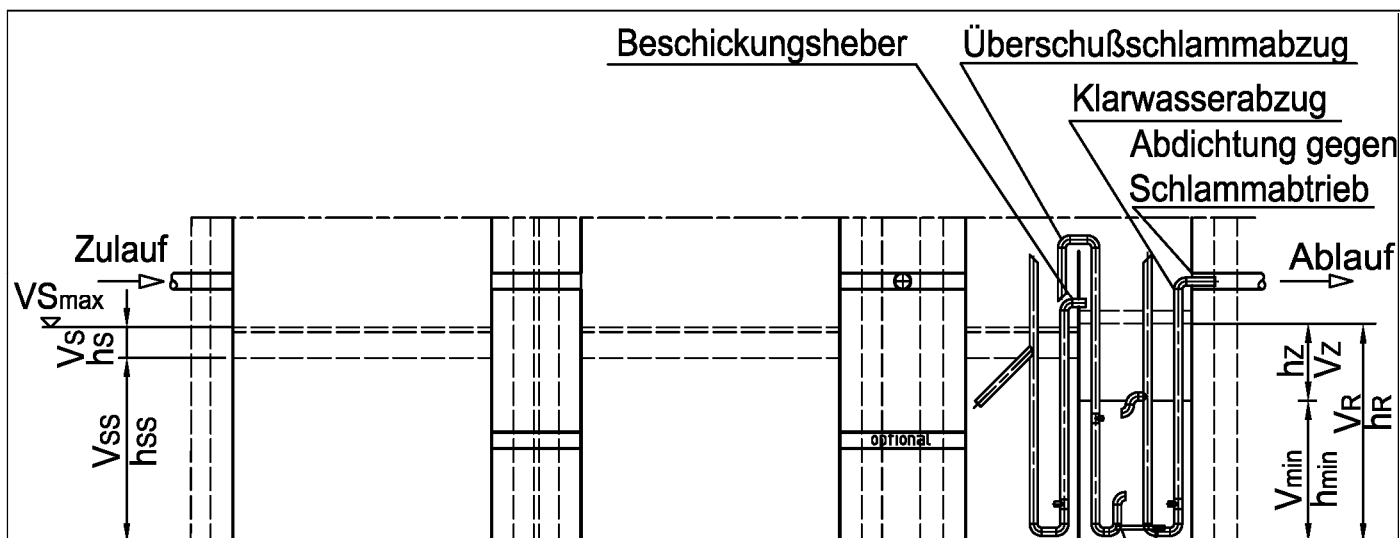 Beschickungsheber
Überschußschlammabzug
Klarwasserabzug
Abdichtung gegen
Schlammabtrieb
Zulauf
Ablauf
VSmax
VS
hS
hZ
VZ
VR
hR
VSS
hSS
optional
Vmin
hmin